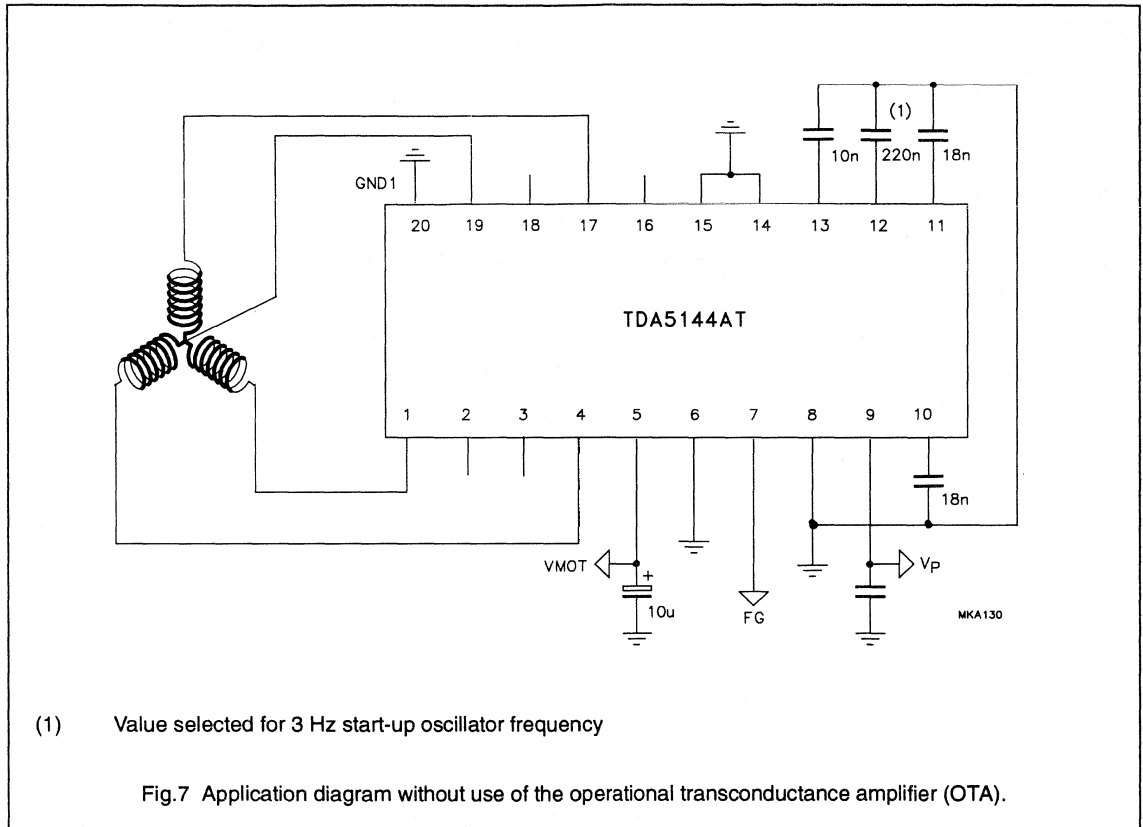 (1)
10n 220n 18n
GND1
20 19 18 17 16 15 14 13 12 11
TDA5144AT
1 2 3 4 5 6 7 8 9 10
18n
VMOT
VP
+
10u
FG
MKA130
(1) Value selected for 3 Hz start-up oscillator frequency
Fig.7 Application diagram without use of the operational transconductance amplifier (OTA).